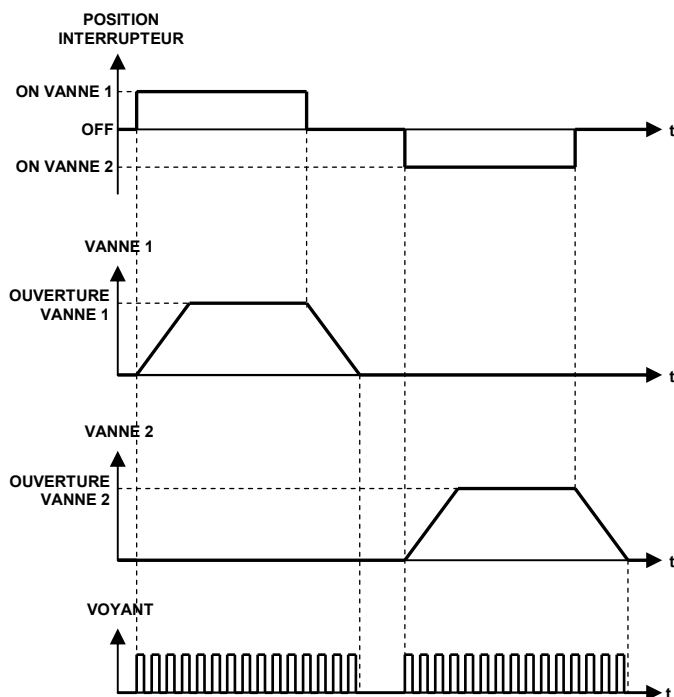 POSITION
INTERRUPTEUR
ON VANNE 1
OFF
t
ON VANNE 2
VANNE 1
OUVERTURE
VANNE 1
t
VANNE 2
OUVERTURE
VANNE 2
t
VOYANT
t